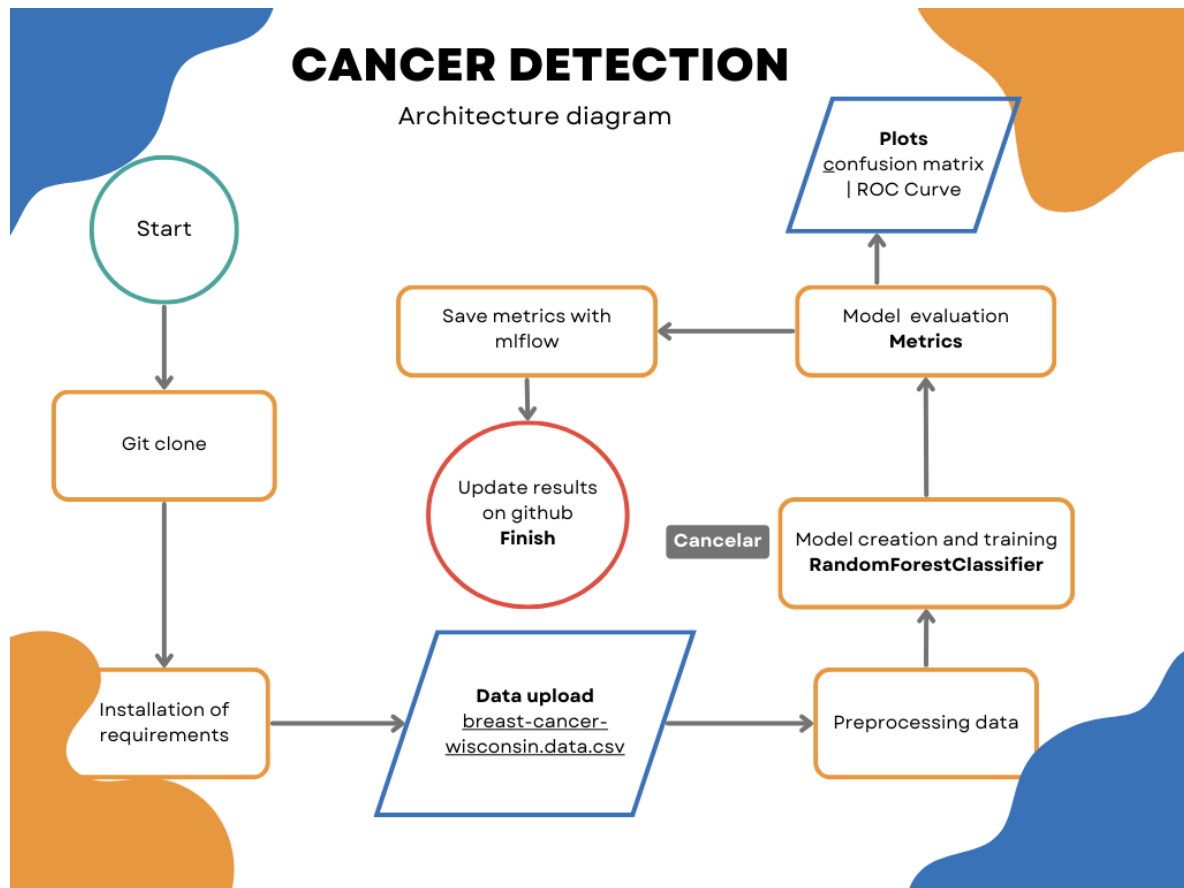 CANCER DETECTION
Architecture diagram
Start
Git clone
Installation of
requirements
Data upload
breast-cancer-
wisconsin.data.csv
Preprocessing data
Model creation and training
RandomForestClassifier
Cancelar
Model evaluation
Metrics
Plots
confusion matrix
| ROC Curve
Save metrics with
mlflow
Update results
on github
Finish